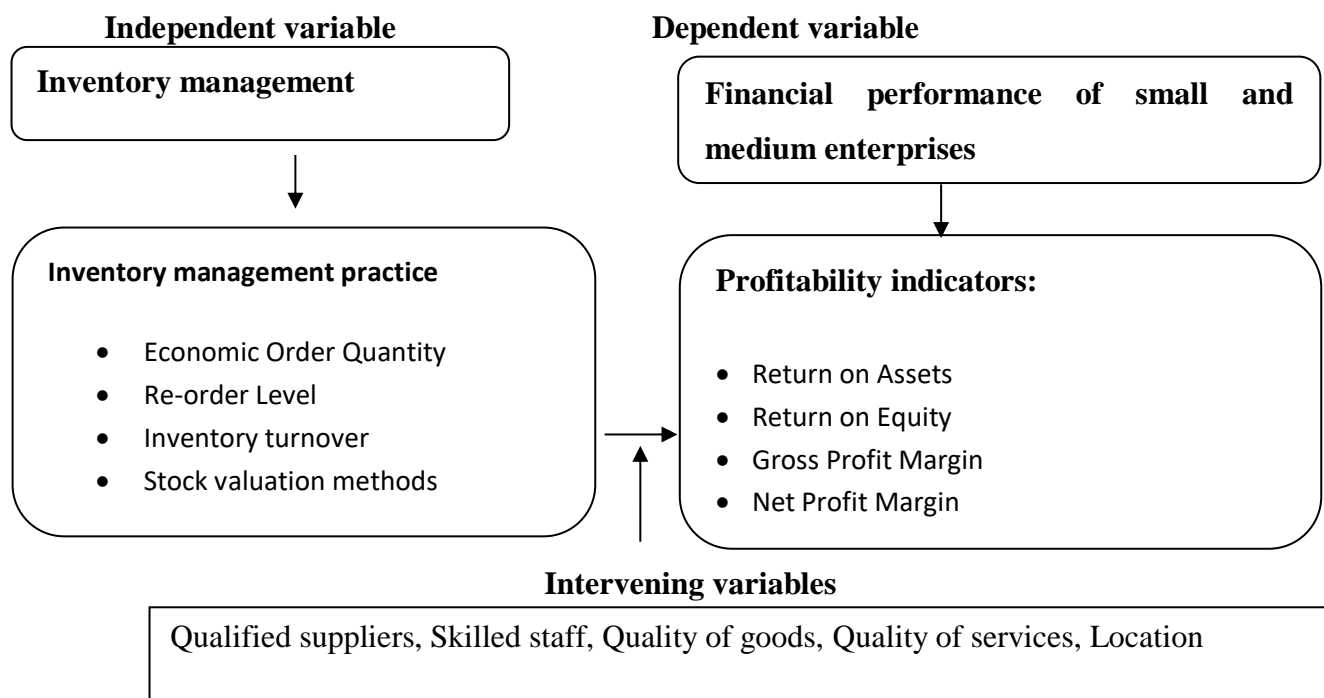 Independent variable
Dependent variable
Inventory management
Financial performance of small and
medium enterprises
Inventory management practice
• Economic Order Quantity
• Re-order Level
• Inventory turnover
• Stock valuation methods
Profitability indicators:
• Return on Assets
• Return on Equity
• Gross Profit Margin
• Net Profit Margin
Intervening variables
Qualified suppliers, Skilled staff, Quality of goods, Quality of services, Location